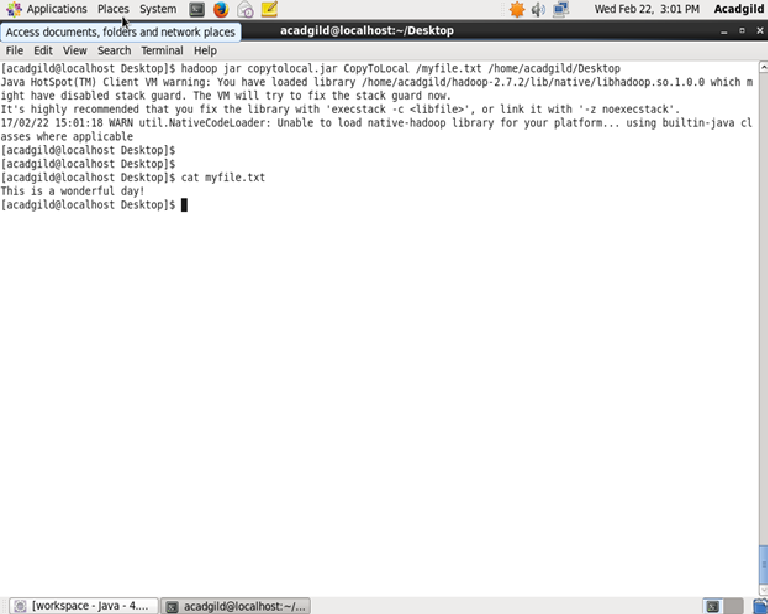 Applications Places System Wed Feb 22, 3:01 PM Acadgild
Access documents, folders and network places
acadgild@localhost:~/Desktop
File Edit View Search Terminal Help
[acadgild@localhost Desktop]$ hadoop jar copytolocal.jar CopyToLocal /myfile.txt /home/acadgild/Desktop
Java HotSpot(TM) Client VM warning: You have loaded library /home/acadgild/hadoop-2.7.2/lib/native/libhadoop.so.1.0.0 which m
ight have disabled stack guard. The VM will try to fix the stack guard now.
It's highly recommended that you fix the library with 'execstack -c <libfile>', or link it with '-z noexecstack'.
17/02/22 15:01:18 WARN util.NativeCodeLoader: Unable to load native-hadoop library for your platform... using builtin-java cl
asses where applicable
[acadgild@localhost Desktop]$
[acadgild@localhost Desktop]$
[acadgild@localhost Desktop]$ cat myfile.txt
This is a wonderful day!
[acadgild@localhost Desktop]$
[workspace - Java - 4.... acadgild@localhost:~/...